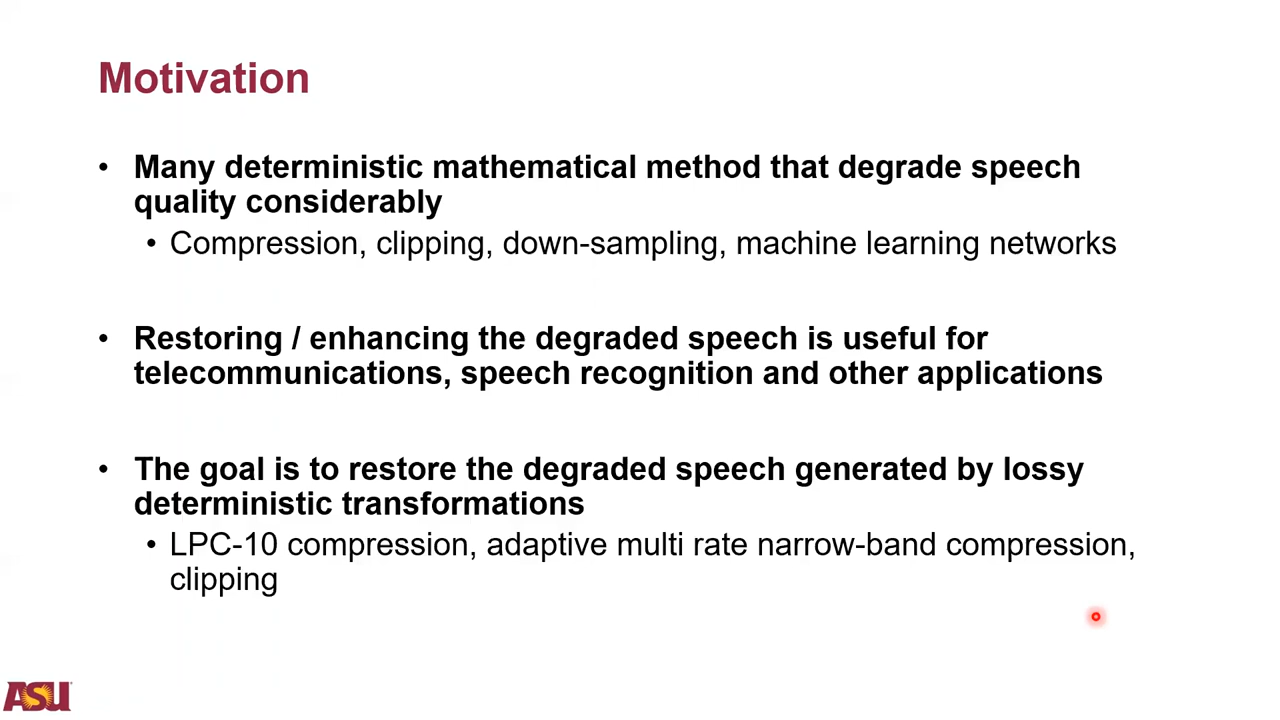 Motivation
• Many deterministic mathematical method that degrade speech
quality considerably
• Compression, clipping, down-sampling, machine learning networks
• Restoring / enhancing the degraded speech is useful for
telecommunications, speech recognition and other applications
• The goal is to restore the degraded speech generated by lossy
deterministic transformations
• LPC-10 compression, adaptive multi rate narrow-band compression,
clipping
ASU